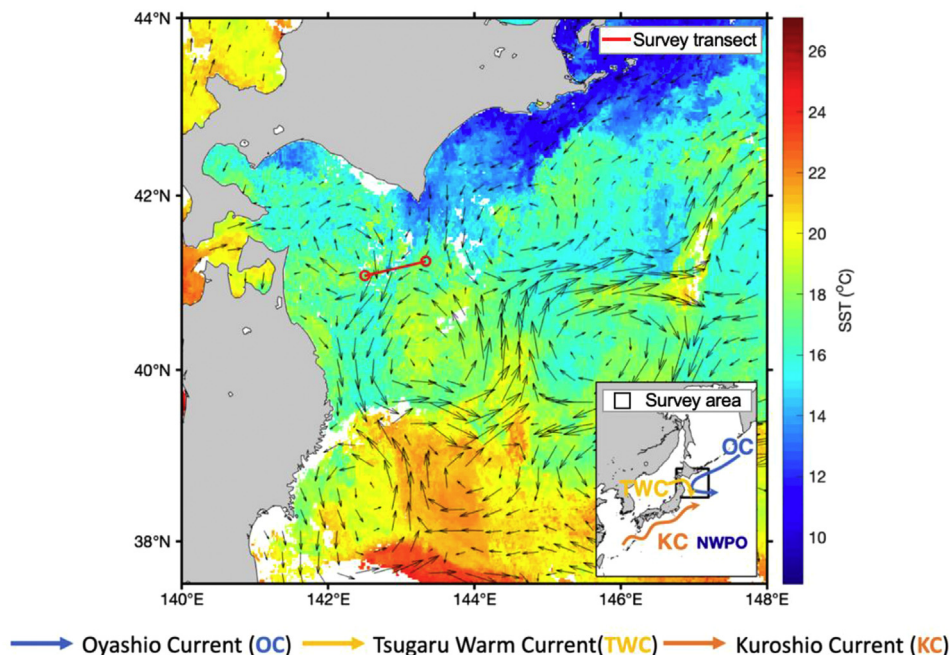 44°N
42°N
40°N
38°N
140°E
142°E
144°E
146°E
148°E
Survey transect
26
24
22
20
18
16
14
12
10
SST (°C)
Survey area
OC
TWC
KC
NWPO
Oyashio Current (OC)
Tsugaru Warm Current(TWC)
Kuroshio Current (KC)